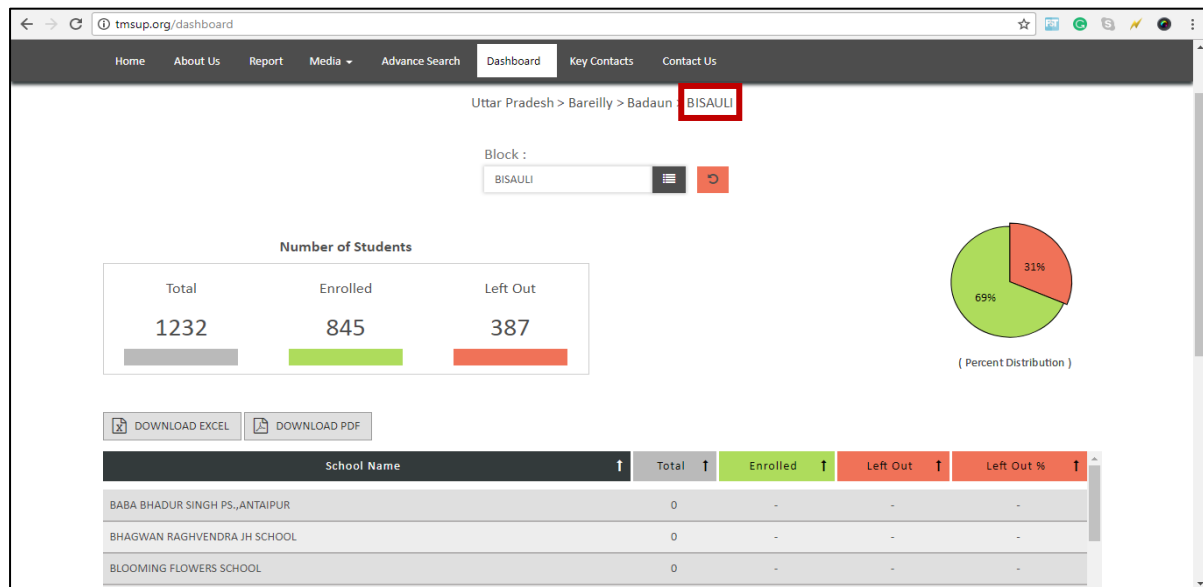 tmsup.org/dashboard
Home About Us Report Media Advance Search Dashboard Key Contacts Contact Us
Uttar Pradesh > Bareilly > Badaun > BISAULI
Block :
BISAULI
Number of Students
Total Enrolled Left Out
1232 845 387
31%
69%
( Percent Distribution )
DOWNLOAD EXCEL DOWNLOAD PDF
School Name Total Enrolled Left Out Left Out %
BABA BHADUR SINGH PS.,ANTAIPUR 0 - - -
BHAGWAN RAGHVENDRA JH SCHOOL 0 - - -
BLOOMING FLOWERS SCHOOL 0 - - -